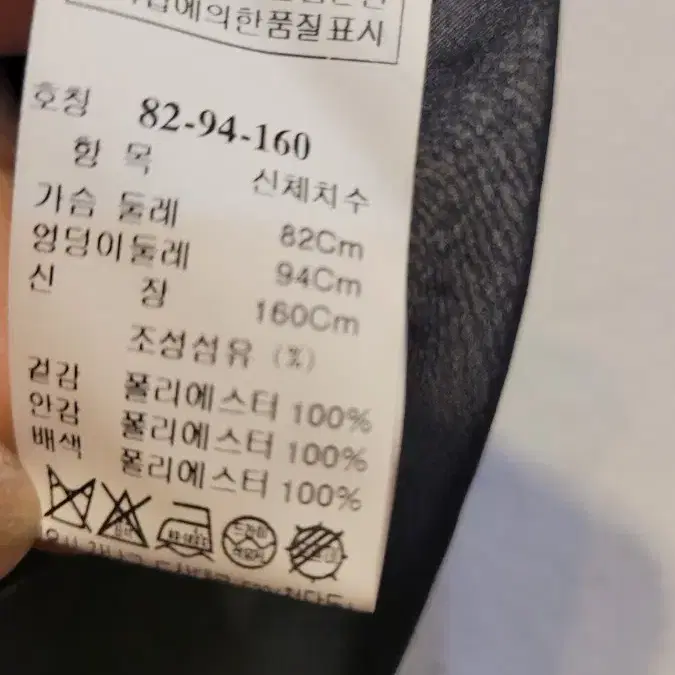 에의한품질표시
호칭 82-94-160
항 목 신체치수
가슴 둘레 82Cm
엉덩이둘레 94Cm
신 장 160Cm
조성섬유 (%)
겉감 폴리에스터 100%
안감 폴리에스터 100%
배색 폴리에스터 100%
드라이